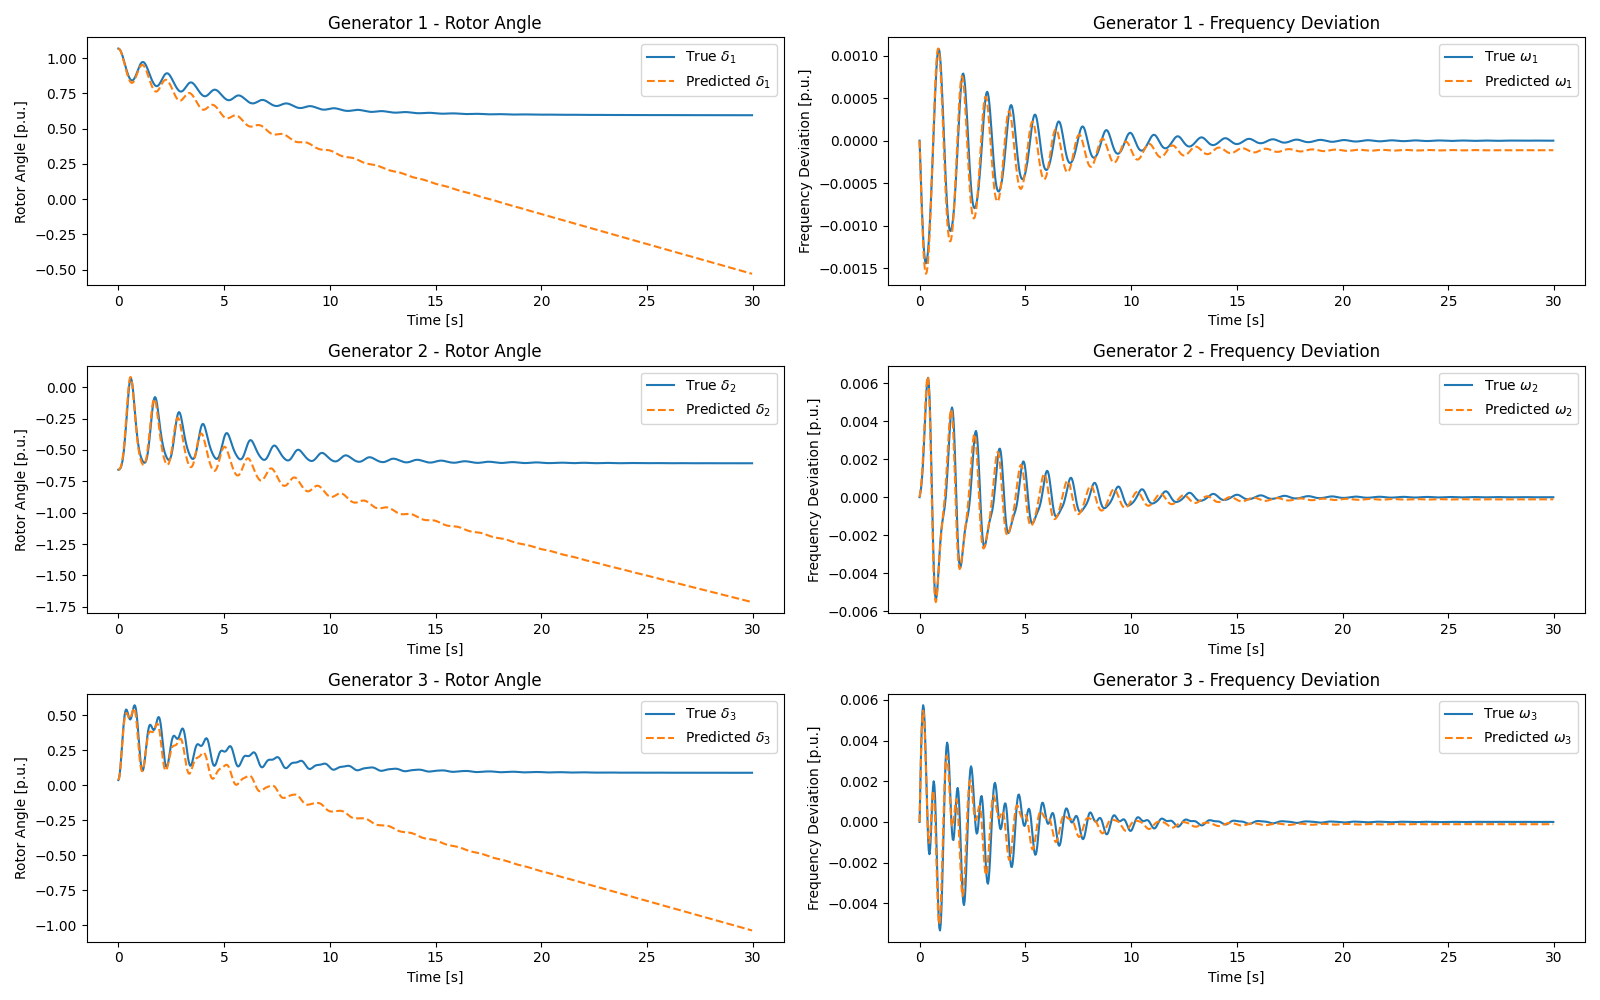 Generator 1 - Rotor Angle
Rotor Angle [p.u.]
1.00
0.75
0.50
0.25
0.00
−0.25
−0.50
True δ1
Predicted δ1
0 5 10 15 20 25 30
Time [s]
Generator 1 - Frequency Deviation
Frequency Deviation [p.u.]
0.0010
0.0005
0.0000
−0.0005
−0.0010
−0.0015
True ω1
Predicted ω1
0 5 10 15 20 25 30
Time [s]
Generator 2 - Rotor Angle
Rotor Angle [p.u.]
0.00
−0.25
−0.50
−0.75
−1.00
−1.25
−1.50
−1.75
True δ2
Predicted δ2
0 5 10 15 20 25 30
Time [s]
Generator 2 - Frequency Deviation
Frequency Deviation [p.u.]
0.006
0.004
0.002
0.000
−0.002
−0.004
−0.006
True ω2
Predicted ω2
0 5 10 15 20 25 30
Time [s]
Generator 3 - Rotor Angle
Rotor Angle [p.u.]
0.50
0.25
0.00
−0.25
−0.50
−0.75
−1.00
True δ3
Predicted δ3
0 5 10 15 20 25 30
Time [s]
Generator 3 - Frequency Deviation
Frequency Deviation [p.u.]
0.006
0.004
0.002
0.000
−0.002
−0.004
True ω3
Predicted ω3
0 5 10 15 20 25 30
Time [s]